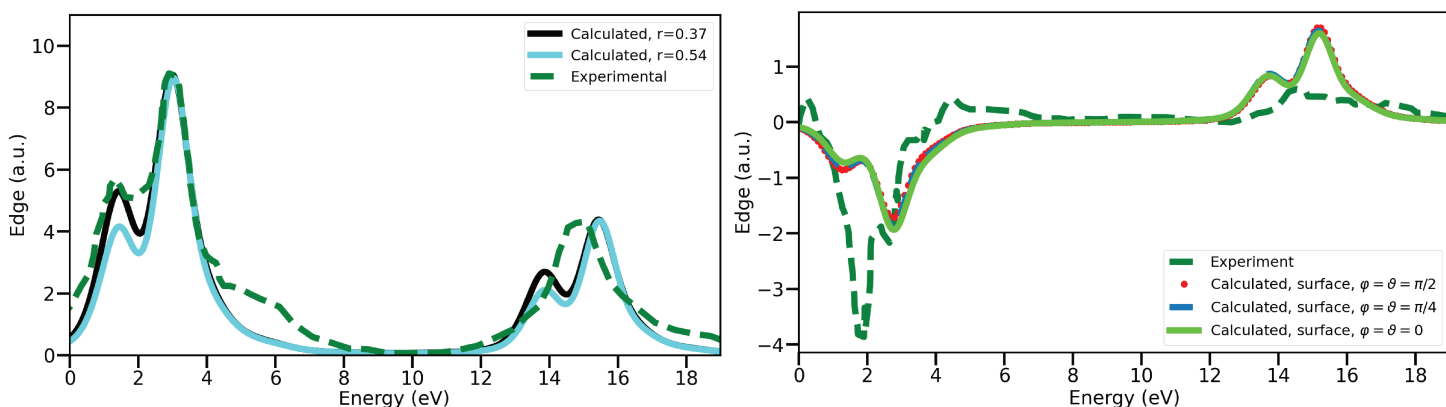 10
8
6
4
2
0
Edge (a.u.)
0 2 4 6 8 10 12 14 16 18
Energy (eV)
Calculated, r=0.37
Calculated, r=0.54
Experimental
1
0
−1
−2
−3
−4
Edge (a.u.)
0 2 4 6 8 10 12 14 16 18
Energy (eV)
Experiment
Calculated, surface, φ = ϑ = π/2
Calculated, surface, φ = ϑ = π/4
Calculated, surface, φ = ϑ = 0